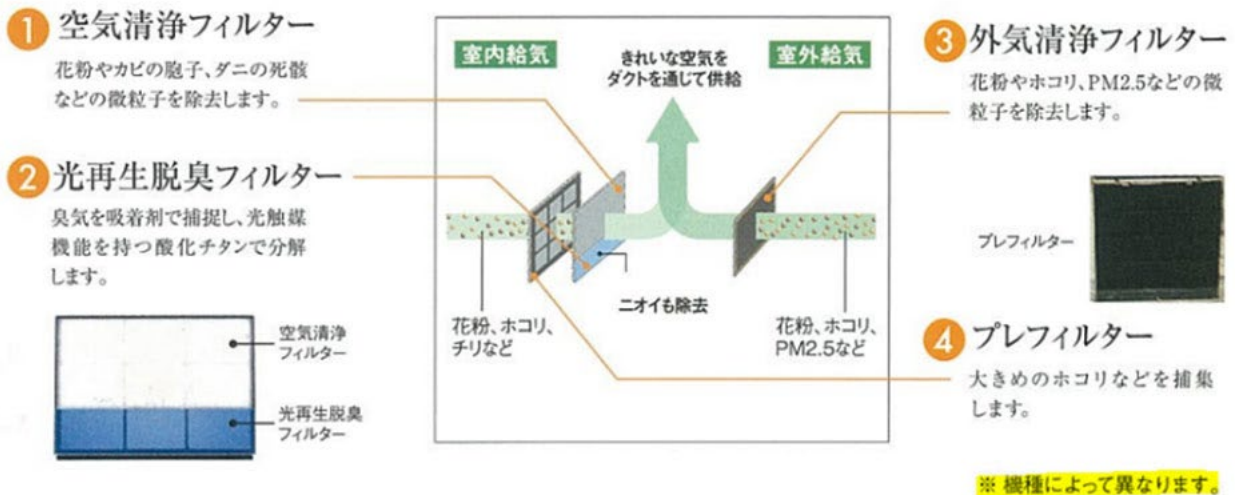 1 空気清浄フィルター
花粉やカビの胞子、ダニの死骸
などの微粒子を除去します。
2 光再生脱臭フィルター
臭気を吸着剤で捕捉し、光触媒
機能を持つ酸化チタンで分解
します。
空気清浄
フィルター
光再生脱臭
フィルター
室内給気
きれいな空気を
ダクトを通じて供給
室外給気
ニオイも除去
花粉、ホコリ、
チリなど
花粉、ホコリ、
PM2.5など
3 外気清浄フィルター
花粉やホコリ、PM2.5などの微
粒子を除去します。
プレフィルター
4 プレフィルター
大きめのホコリなどを捕集
します。
※ 機種によって異なります。